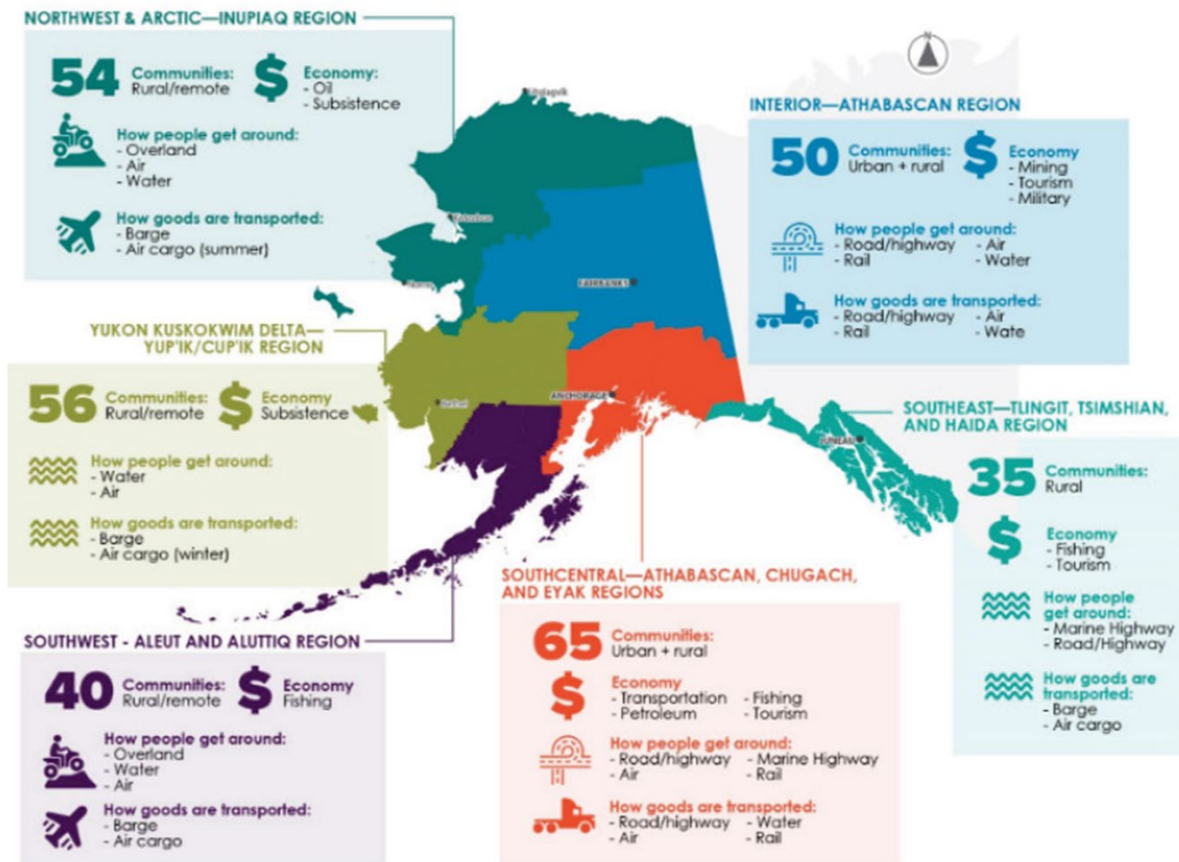 NORTHWEST & ARCTIC—INUPIAQ REGION
54
Communities:
Rural/remote
$
Economy:
- Oil
- Subsistence
How people get around:
- Overland
- Air
- Water
How goods are transported:
- Barge
- Air cargo (summer)
N
INTERIOR—ATHABASCAN REGION
50
Communities:
Urban + rural
$
Economy
- Mining
- Tourism
- Military
How people get around:
- Road/highway
- Rail
- Air
- Water
How goods are transported:
- Road/highway
- Rail
- Air
- Wate
FAIRBANKS
YUKON KUSKOKWIM DELTA—
YUP'IK/CUP'IK REGION
56
Communities:
Rural/remote
$
Economy
Subsistence
How people get around:
- Water
- Air
How goods are transported:
- Barge
- Air cargo (winter)
Bethel
ANCHORAGE
JUNEAU
SOUTHEAST—TLINGIT, TSIMSHIAN,
AND HAIDA REGION
35
Communities:
Rural
$
Economy
- Fishing
- Tourism
How people
get around:
- Marine Highway
- Road/Highway
How goods are
transported:
- Barge
- Air cargo
SOUTHWEST - ALEUT AND ALUTTIQ REGION
40
Communities:
Rural/remote
$
Economy
Fishing
How people get around:
- Overland
- Water
- Air
How goods are transported:
- Barge
- Air cargo
SOUTHCENTRAL—ATHABASCAN, CHUGACH,
AND EYAK REGIONS
65
Communities:
Urban + rural
$
Economy
- Transportation
- Petroleum
- Fishing
- Tourism
How people get around:
- Road/highway
- Air
- Marine Highway
- Rail
How goods are transported:
- Road/highway
- Air
- Water
- Rail